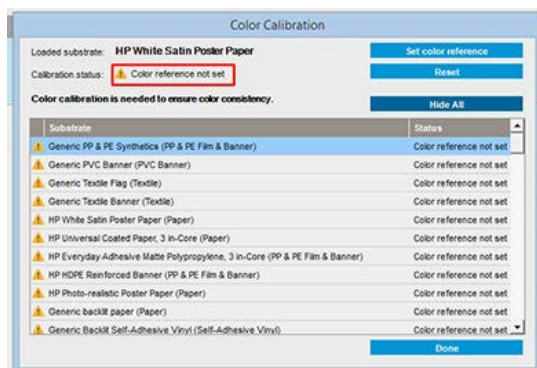 Color Calibration
Loaded substrate: HP White Satin Poster Paper
Set color reference
Calibration status: Color reference not set
Reset
Color calibration is needed to ensure color consistency.
Hide All
Substrate Status
Generic PP & PE Synthetics (PP & PE Film & Banner) Color reference not set
Generic PVC Banner (PVC Banner) Color reference not set
Generic Textile Flag (Textile) Color reference not set
Generic Textile Banner (Textile) Color reference not set
HP White Satin Poster Paper (Paper) Color reference not set
HP Universal Coated Paper, 3 in-Core (Paper) Color reference not set
HP Everyday Adhesive Matte Polypropylene, 3 in-Core (PP & PE Film & Banner) Color reference not set
HP HDPE Reinforced Banner (PP & PE Film & Banner) Color reference not set
HP Photo-realistic Poster Paper (Paper) Color reference not set
Generic backlit paper (Paper) Color reference not set
Generic Backlit Self-Adhesive Vinyl (Self-Adhesive Vinyl) Color reference not set
Done